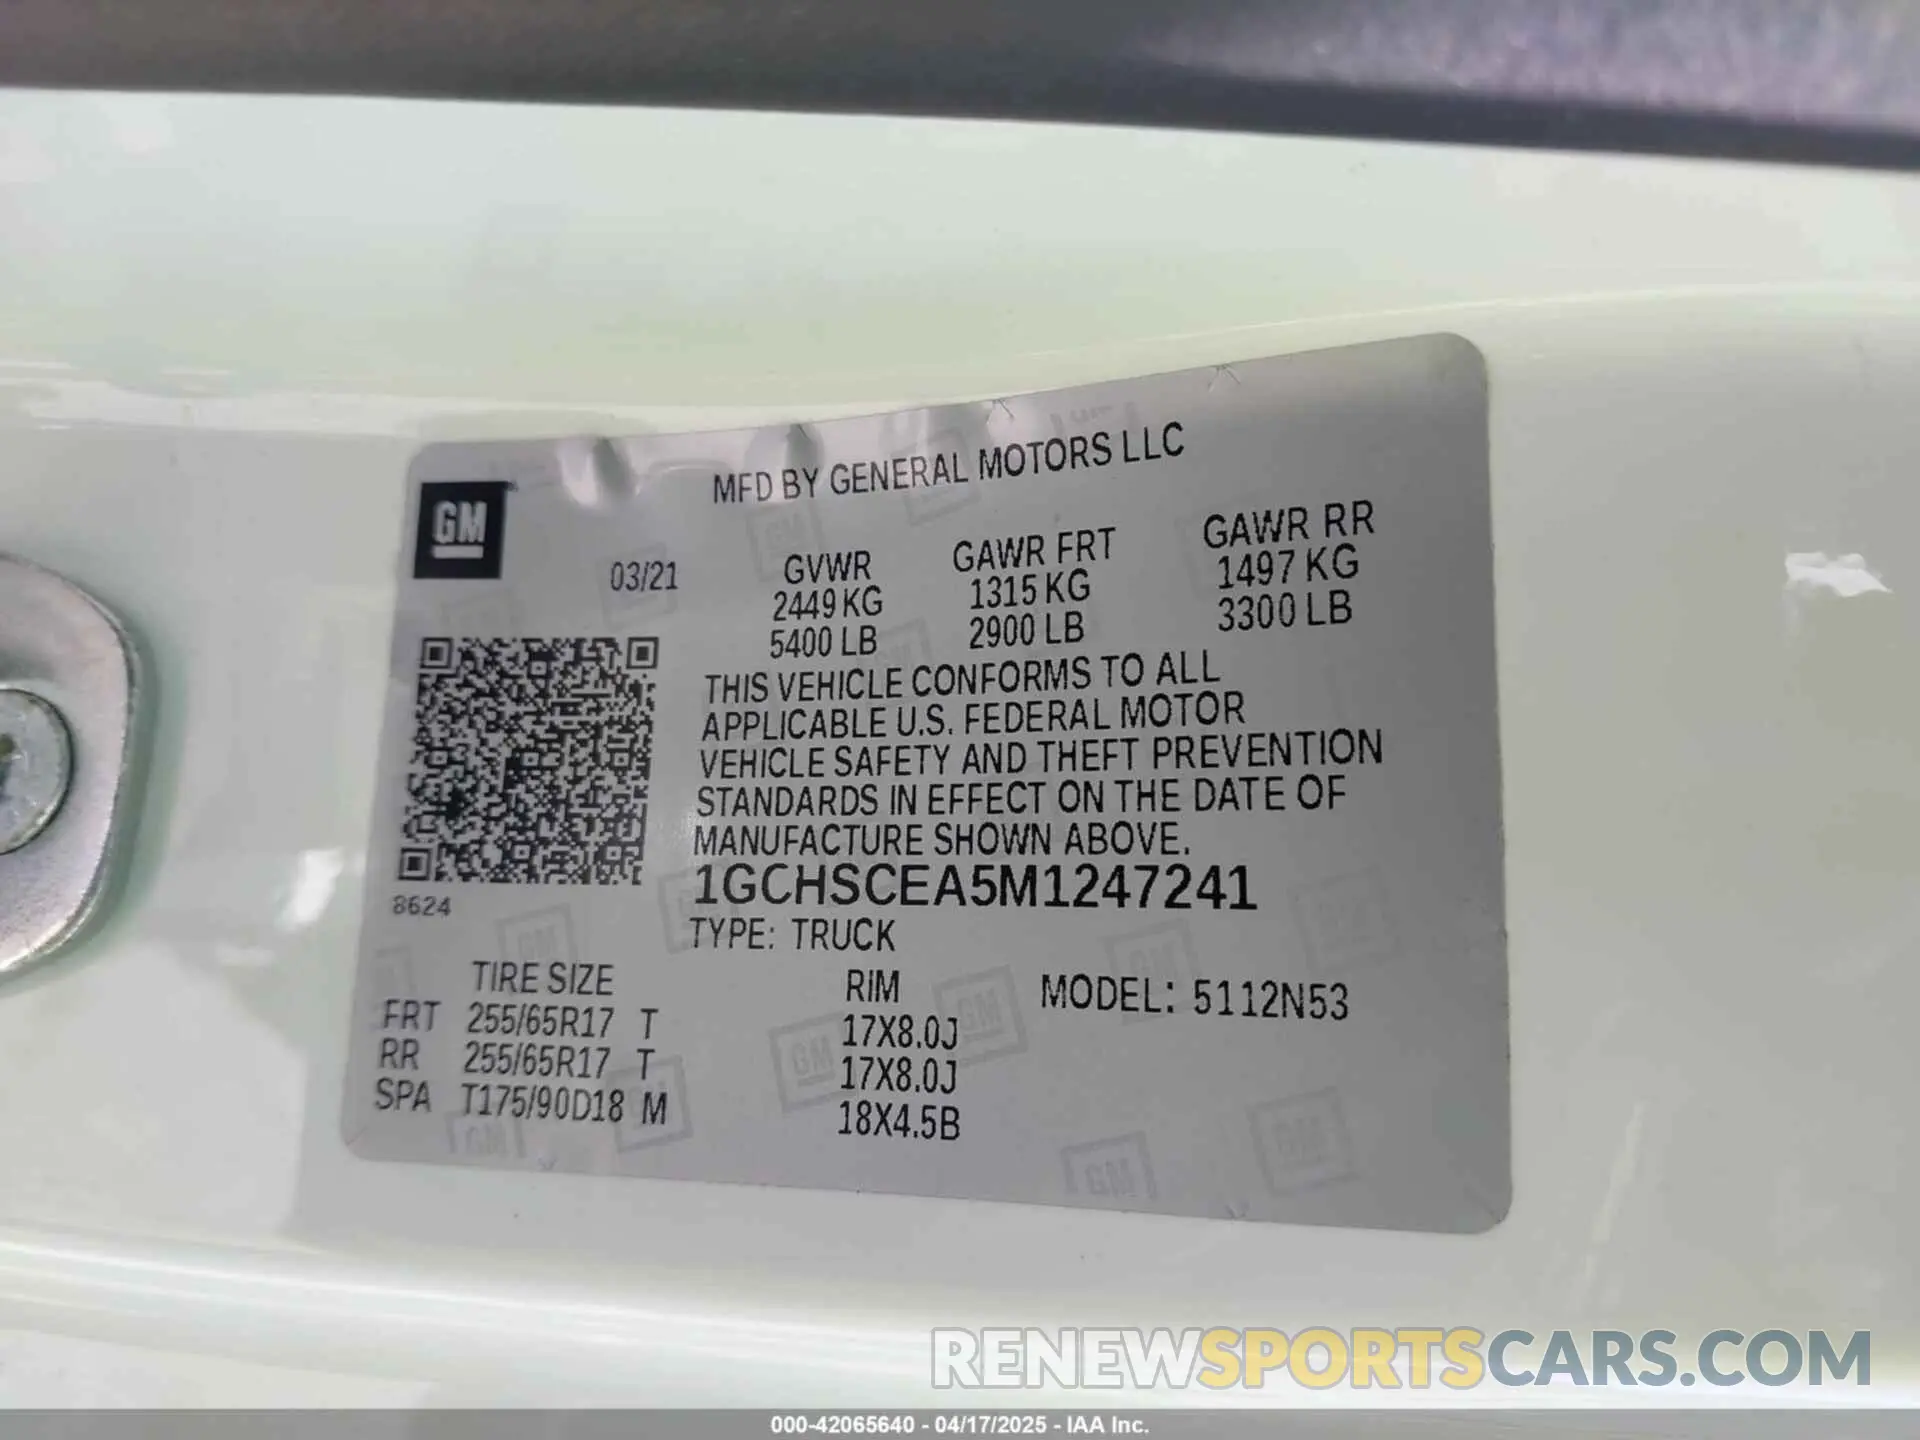 MFD BY GENERAL MOTORS LLC
GM
03/21
GVWR GAWR FRT GAWR RR
2449 KG 1315 KG 1497 KG
5400 LB 2900 LB 3300 LB
THIS VEHICLE CONFORMS TO ALL
APPLICABLE U.S. FEDERAL MOTOR
VEHICLE SAFETY AND THEFT PREVENTION
STANDARDS IN EFFECT ON THE DATE OF
MANUFACTURE SHOWN ABOVE.
8624
1GCHSCEA5M1247241
TYPE: TRUCK
TIRE SIZE RIM MODEL: 5112N53
FRT 255/65R17 T 17X8.0J
RR 255/65R17 T 17X8.0J
SPA T175/90D18 M 18X4.5B
RENEWSPORTSCARS.COM
000-42065640 - 04/17/2025 - IAA Inc.